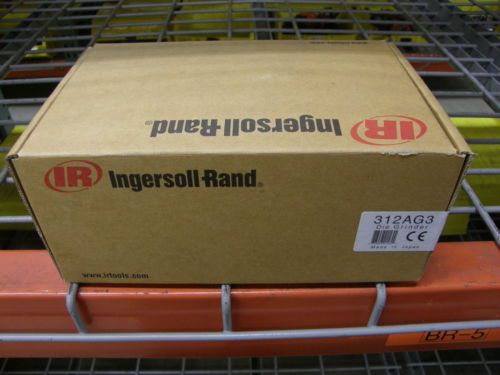 Ingersoll-Rand®
IR
IR Ingersoll-Rand®
312AG3
Die Grinder
CE
Made in Japan
www.irtools.com
BR-5